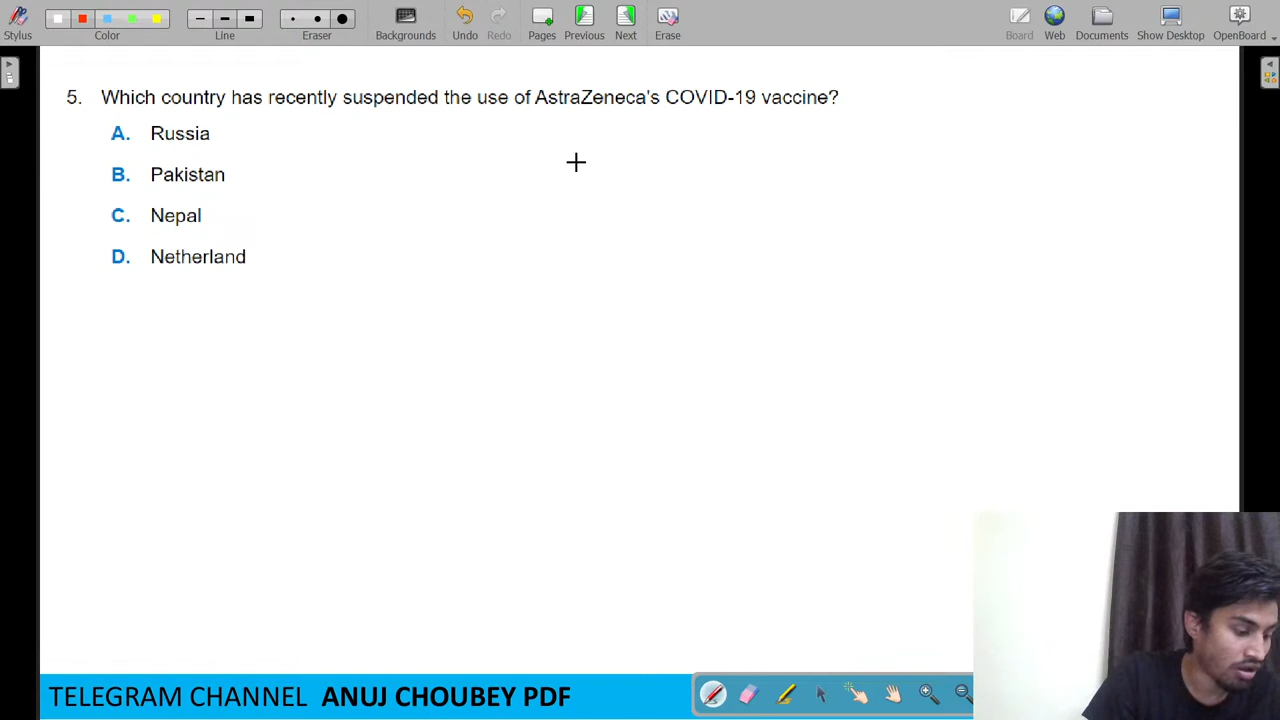 Stylus
Color
Line
Eraser
Backgrounds
Undo
Redo
Pages
Previous
Next
Erase
Board
Web
Documents
Show Desktop
OpenBoard
5. Which country has recently suspended the use of AstraZeneca's COVID-19 vaccine?
A. Russia
B. Pakistan
C. Nepal
D. Netherland
TELEGRAM CHANNEL ANUJ CHOUBEY PDF